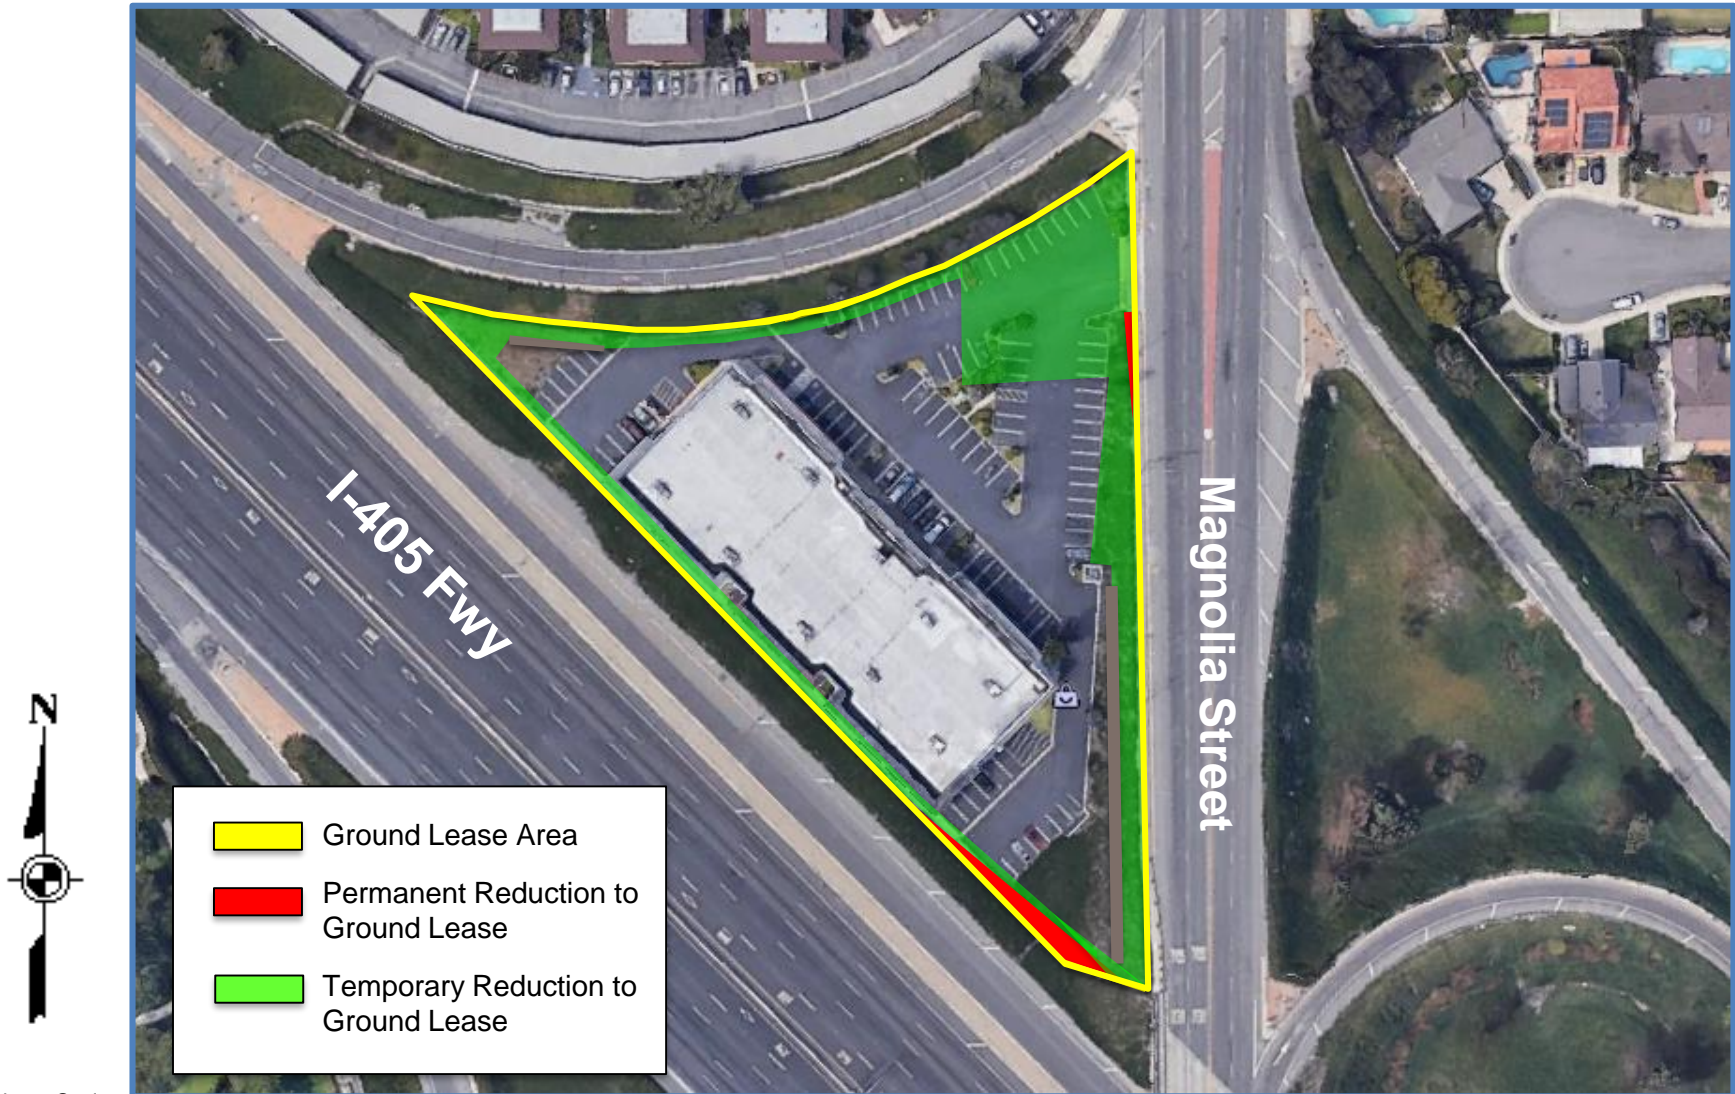 I-405 Fwy
Magnolia Street
N
Ground Lease Area
Permanent Reduction to
Ground Lease
Temporary Reduction to
Ground Lease